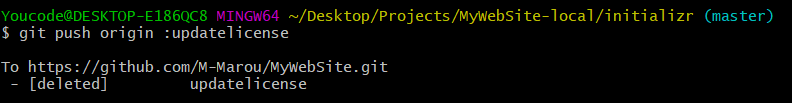 Youcode@DESKTOP-E186QC8 MINGW64 ~/Desktop/Projects/MyWebSite-local/initializr (master)
$ git push origin :updatelicense
To https://github.com/M-Marou/MyWebSite.git
 - [deleted]         updatelicense